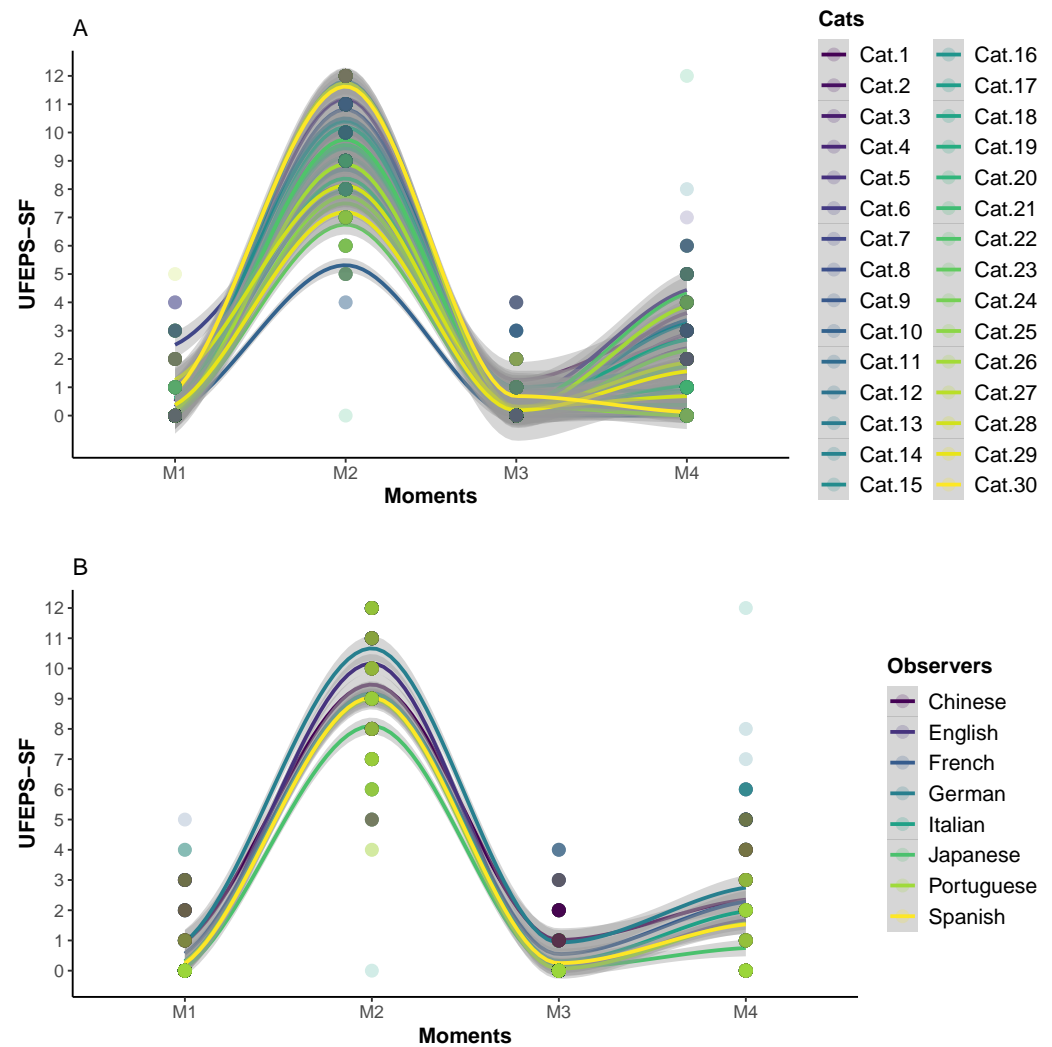 A
UFEPS−SF
12
11
10
9
8
7
6
5
4
3
2
1
0
M1 M2 M3 M4
Moments
Cats
Cat.1 Cat.16
Cat.2 Cat.17
Cat.3 Cat.18
Cat.4 Cat.19
Cat.5 Cat.20
Cat.6 Cat.21
Cat.7 Cat.22
Cat.8 Cat.23
Cat.9 Cat.24
Cat.10 Cat.25
Cat.11 Cat.26
Cat.12 Cat.27
Cat.13 Cat.28
Cat.14 Cat.29
Cat.15 Cat.30
B
UFEPS−SF
12
11
10
9
8
7
6
5
4
3
2
1
0
M1 M2 M3 M4
Moments
Observers
Chinese
English
French
German
Italian
Japanese
Portuguese
Spanish